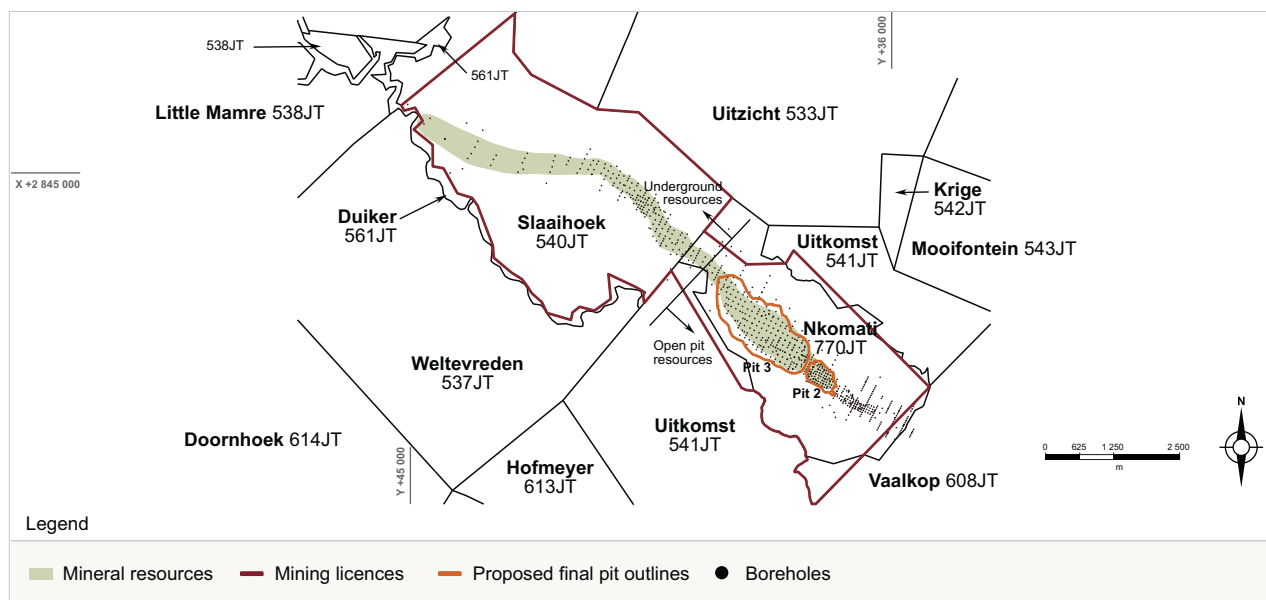 538JT
561JT
Y +36 000
Little Mamre 538JT
Uitzicht 533JT
X +2 845 000
Underground
resources
Krige
542JT
Duiker
561JT
Slaaihoek
540JT
Uitkomst
541JT
Mooifontein 543JT
Nkomati
770JT
Open pit
resources
Pit 3
Pit 2
Weltevreden
537JT
Uitkomst
541JT
Doornhoek 614JT
Y +45 000
Hofmeyer
613JT
Vaalkop 608JT
0 625 1 250 2 500
m
N
Legend
Mineral resources Mining licences Proposed final pit outlines Boreholes